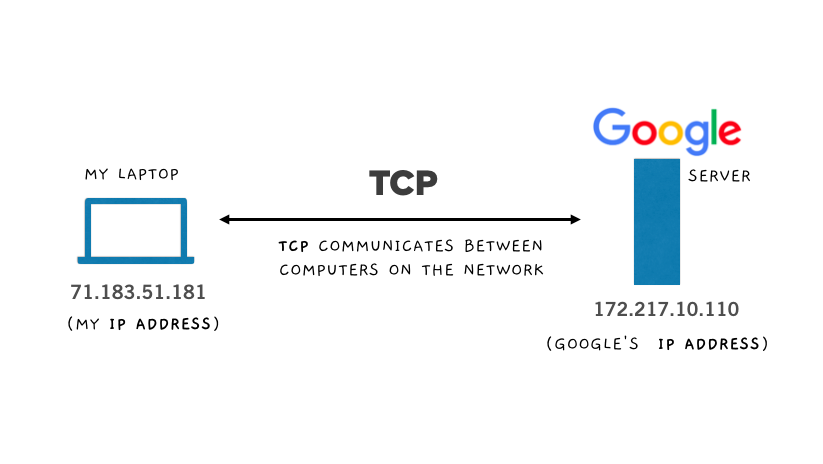 Google
MY LAPTOP
TCP
SERVER
TCP COMMUNICATES BETWEEN
COMPUTERS ON THE NETWORK
71.183.51.181
(MY IP ADDRESS)
172.217.10.110
(GOOGLE'S IP ADDRESS)